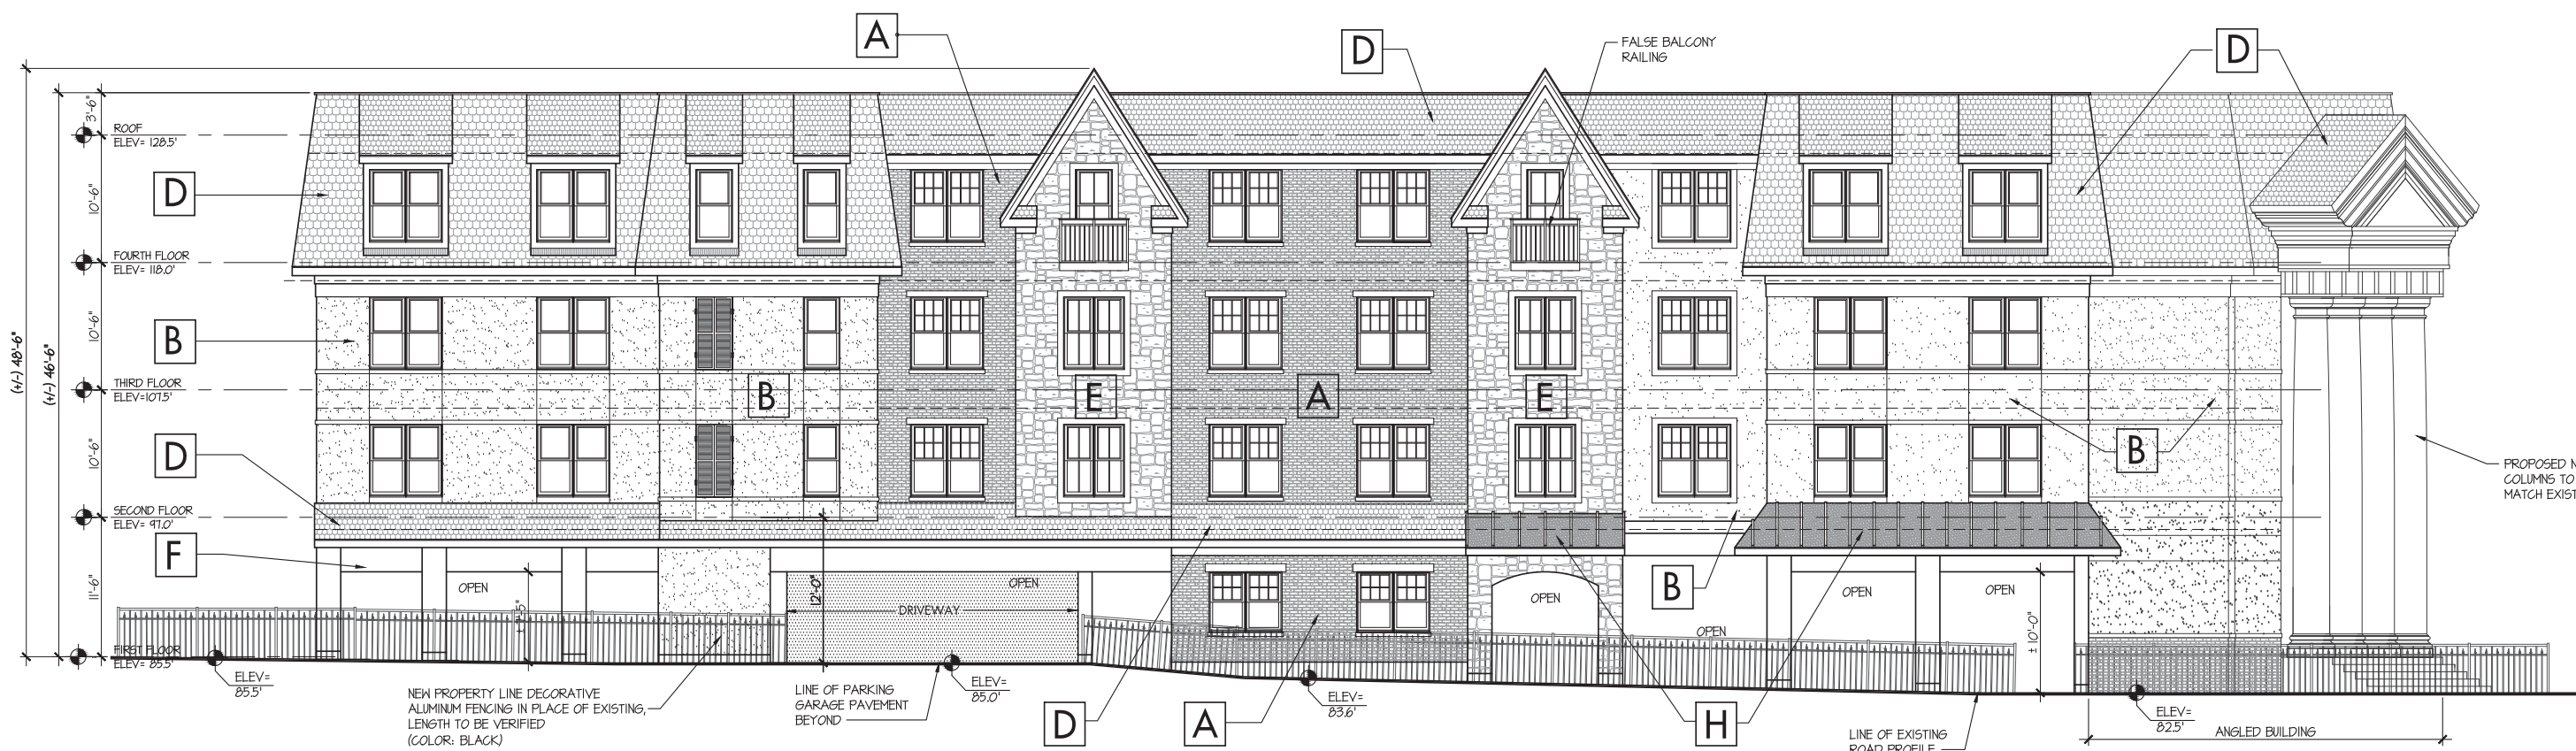 A
D
FALSE BALCONY
RAILING
D
(+/-) 48'-6"
(+/-) 46'-6"
3'-6"
ROOF
ELEV= 128.5'
10'-6"
D
FOURTH FLOOR
ELEV= 118.0'
10'-6"
B
THIRD FLOOR
ELEV=107.5'
B
E
A
E
B
10'-6"
D
PROPOSED N
COLUMNS TO
MATCH EXIST
SECOND FLOOR
ELEV= 97.0'
F
11'-6"
OPEN
12'-0"
OPEN
DRIVEWAY
OPEN
B
OPEN
OPEN
OPEN
± 10'-0"
FIRST FLOOR
ELEV= 85.5'
ELEV=
85.5'
NEW PROPERTY LINE DECORATIVE
ALUMINUM FENCING IN PLACE OF EXISTING,
LENGTH TO BE VERIFIED
(COLOR: BLACK)
LINE OF PARKING
GARAGE PAVEMENT
BEYOND
ELEV=
85.0'
D
A
ELEV=
83.6'
H
LINE OF EXISTING
ROAD PROFILE
ELEV=
82.5'
ANGLED BUILDING